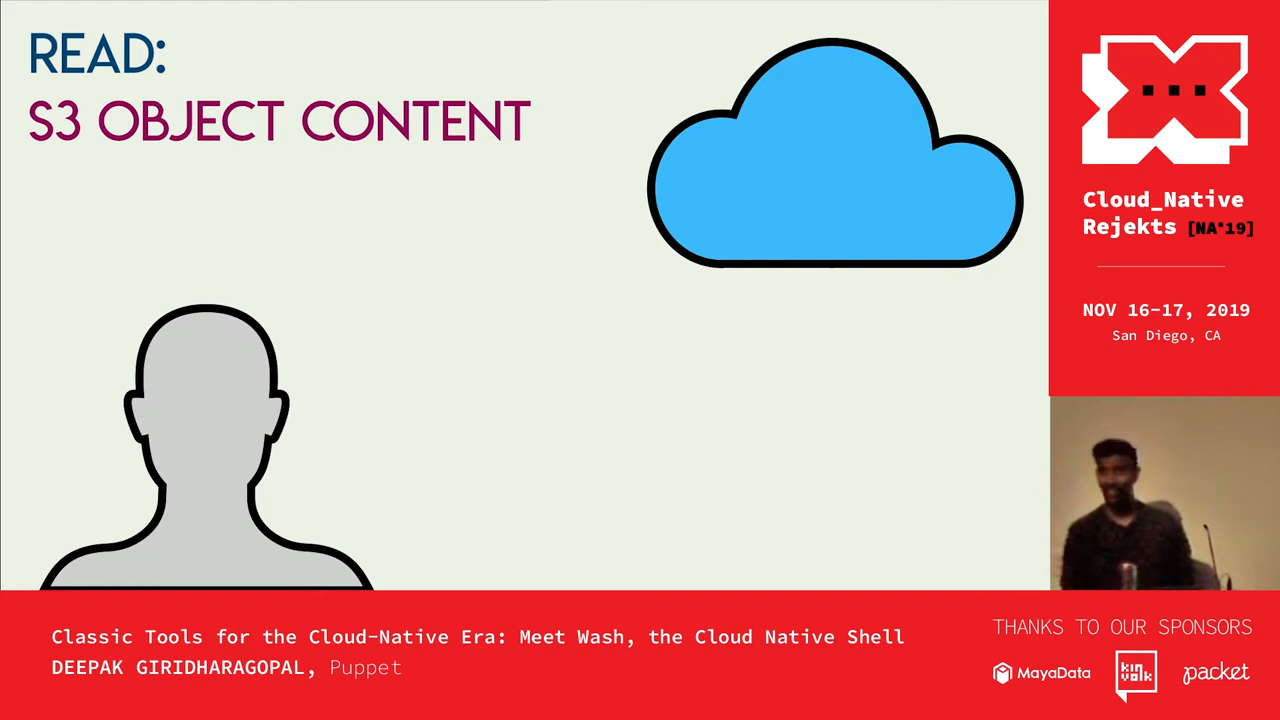 READ:
S3 OBJECT CONTENT
Cloud_Native
Rejekts [NA'19]
NOV 16-17, 2019
San Diego, CA
Classic Tools for the Cloud-Native Era: Meet Wash, the Cloud Native Shell
DEEPAK GIRIDHARAGOPAL, Puppet
THANKS TO OUR SPONSORS
MayaData
kinvolk
packet